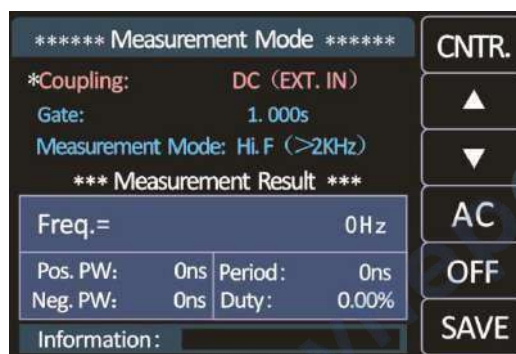 ****** Measurement Mode ******
*Coupling: DC (EXT. IN)
Gate: 1.000s
Measurement Mode: Hi.F (>2KHz)
*** Measurement Result ***
Freq.= 0Hz
Pos. PW: 0ns Period: 0ns
Neg. PW: 0ns Duty: 0.00%
Information:
CNTR.
▲
▼
AC
OFF
SAVE